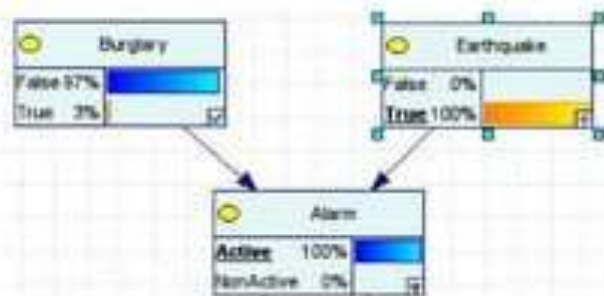 Burglary
False 97%
True 3%
Earthquake
False 0%
True 100%
Alarm
Active 100%
NonActive 0%